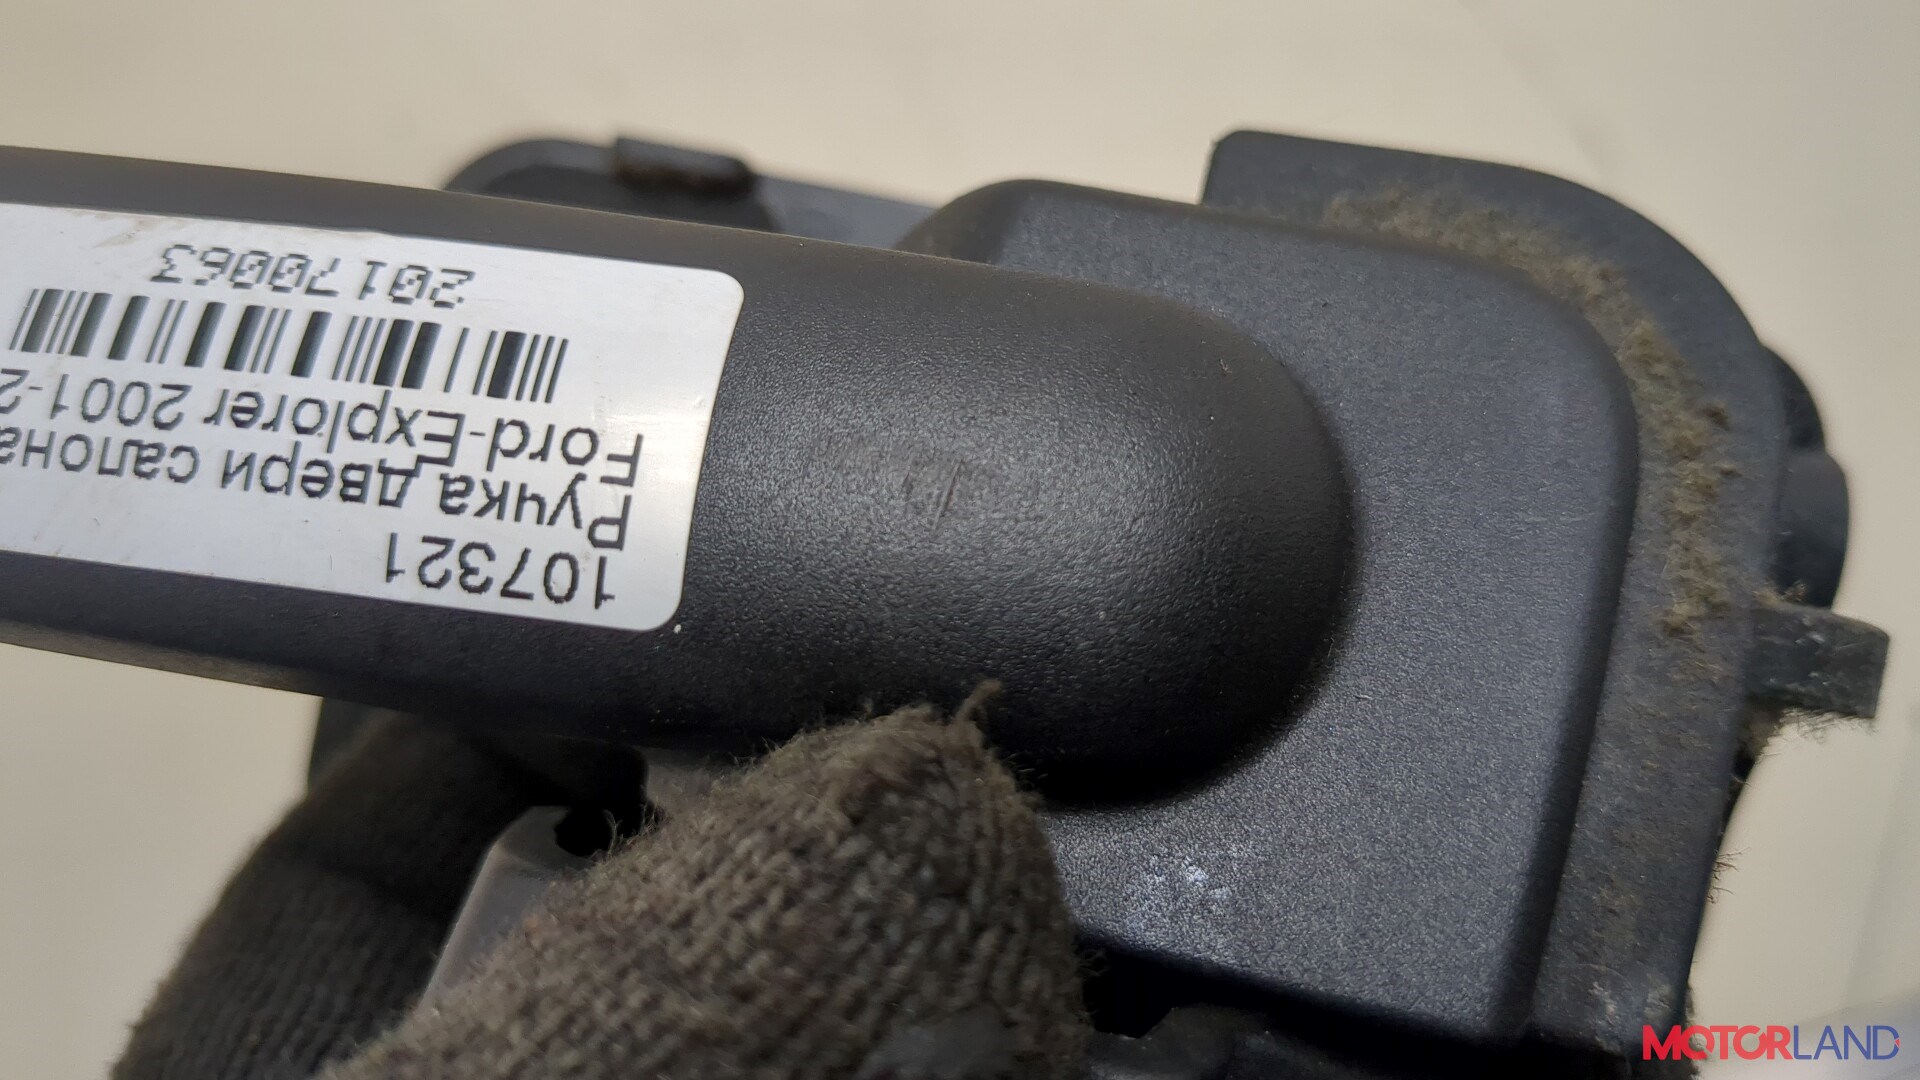 107321
Ручка двери салона
Ford-Explorer 2001-2
20170063
MOTORLAND